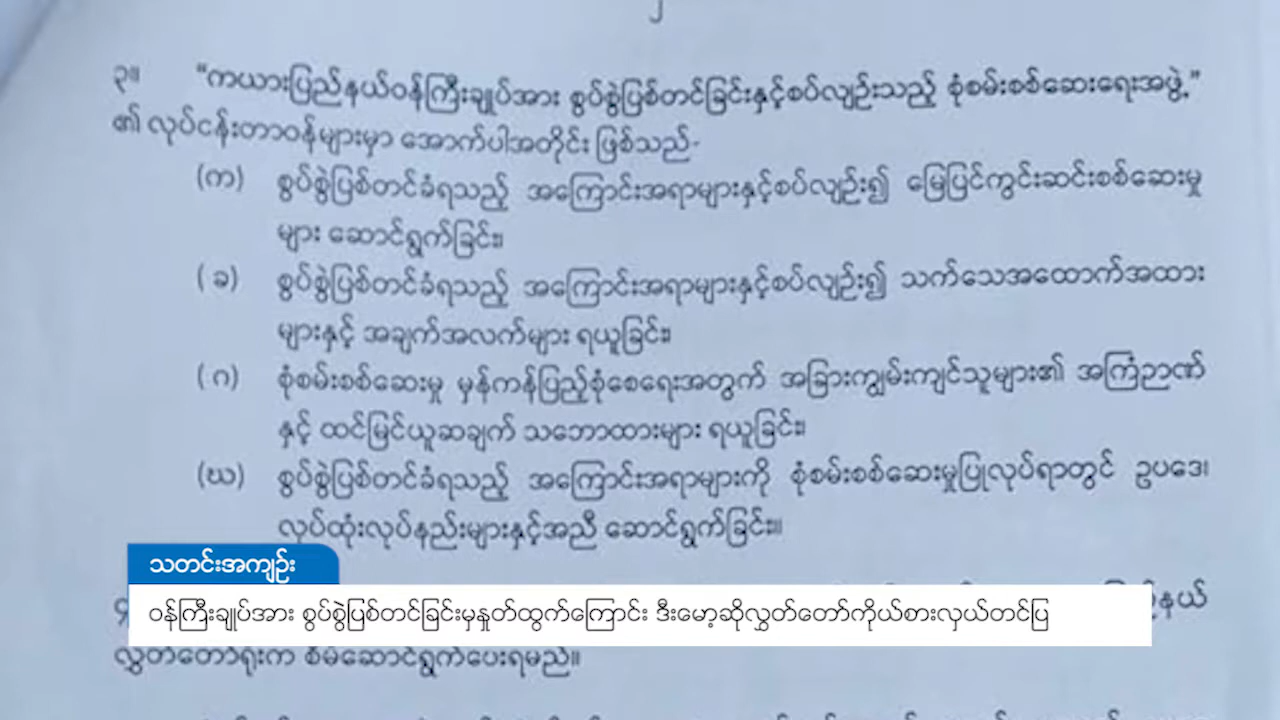 ၂
၃။ “ကယားပြည်နယ်ဝန်ကြီးချုပ်အား စွပ်စွဲပြစ်တင်ခြင်းနှင့်စပ်လျဉ်းသည့် စုံစမ်းစစ်ဆေးရေးအဖွဲ့”
၏ လုပ်ငန်းတာဝန်များမှာ အောက်ပါအတိုင်း ဖြစ်သည်-
(က) စွပ်စွဲပြစ်တင်ခံရသည့် အကြောင်းအရာများနှင့်စပ်လျဉ်း၍ မြေပြင်ကွင်းဆင်းစစ်ဆေးမှု
များ ဆောင်ရွက်ခြင်း၊
(ခ) စွပ်စွဲပြစ်တင်ခံရသည့် အကြောင်းအရာများနှင့်စပ်လျဉ်း၍ သက်သေအထောက်အထား
များနှင့် အချက်အလက်များ ရယူခြင်း၊
(ဂ) စုံစမ်းစစ်ဆေးမှု မှန်ကန်ပြည့်စုံစေရေးအတွက် အခြားကျွမ်းကျင်သူများ၏ အကြံဉာဏ်
နှင့် ထင်မြင်ယူဆချက် သဘောထားများ ရယူခြင်း၊
(ဃ) စွပ်စွဲပြစ်တင်ခံရသည့် အကြောင်းအရာများကို စုံစမ်းစစ်ဆေးမှုပြုလုပ်ရာတွင် ဥပဒေ၊
လုပ်ထုံးလုပ်နည်းများနှင့်အညီ ဆောင်ရွက်ခြင်း။
သတင်းအကျဉ်း
ဝန်ကြီးချုပ်အား စွပ်စွဲပြစ်တင်ခြင်းမှနှုတ်ထွက်ကြောင်း ဒီးမော့ဆိုလွှတ်တော်ကိုယ်စားလှယ်တင်ပြ
လွှတ်တော်ရုံးက စီမံဆောင်ရွက်ပေးရမည်။